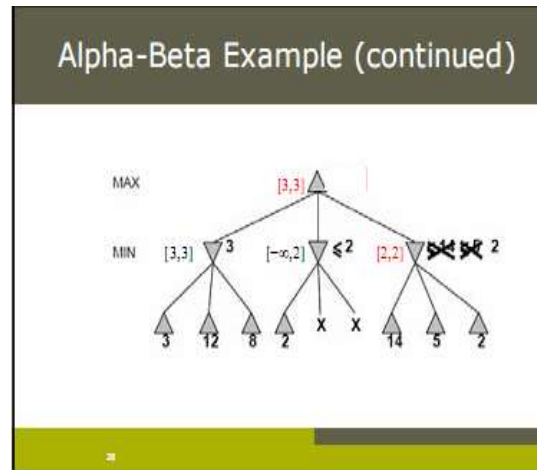 Alpha-Beta Example (continued)
MAX [3,3]
MIN [3,3] 3 [-∞,2] ≤ 2 [2,2] 2
X X
3 12 8 2 14 5 2